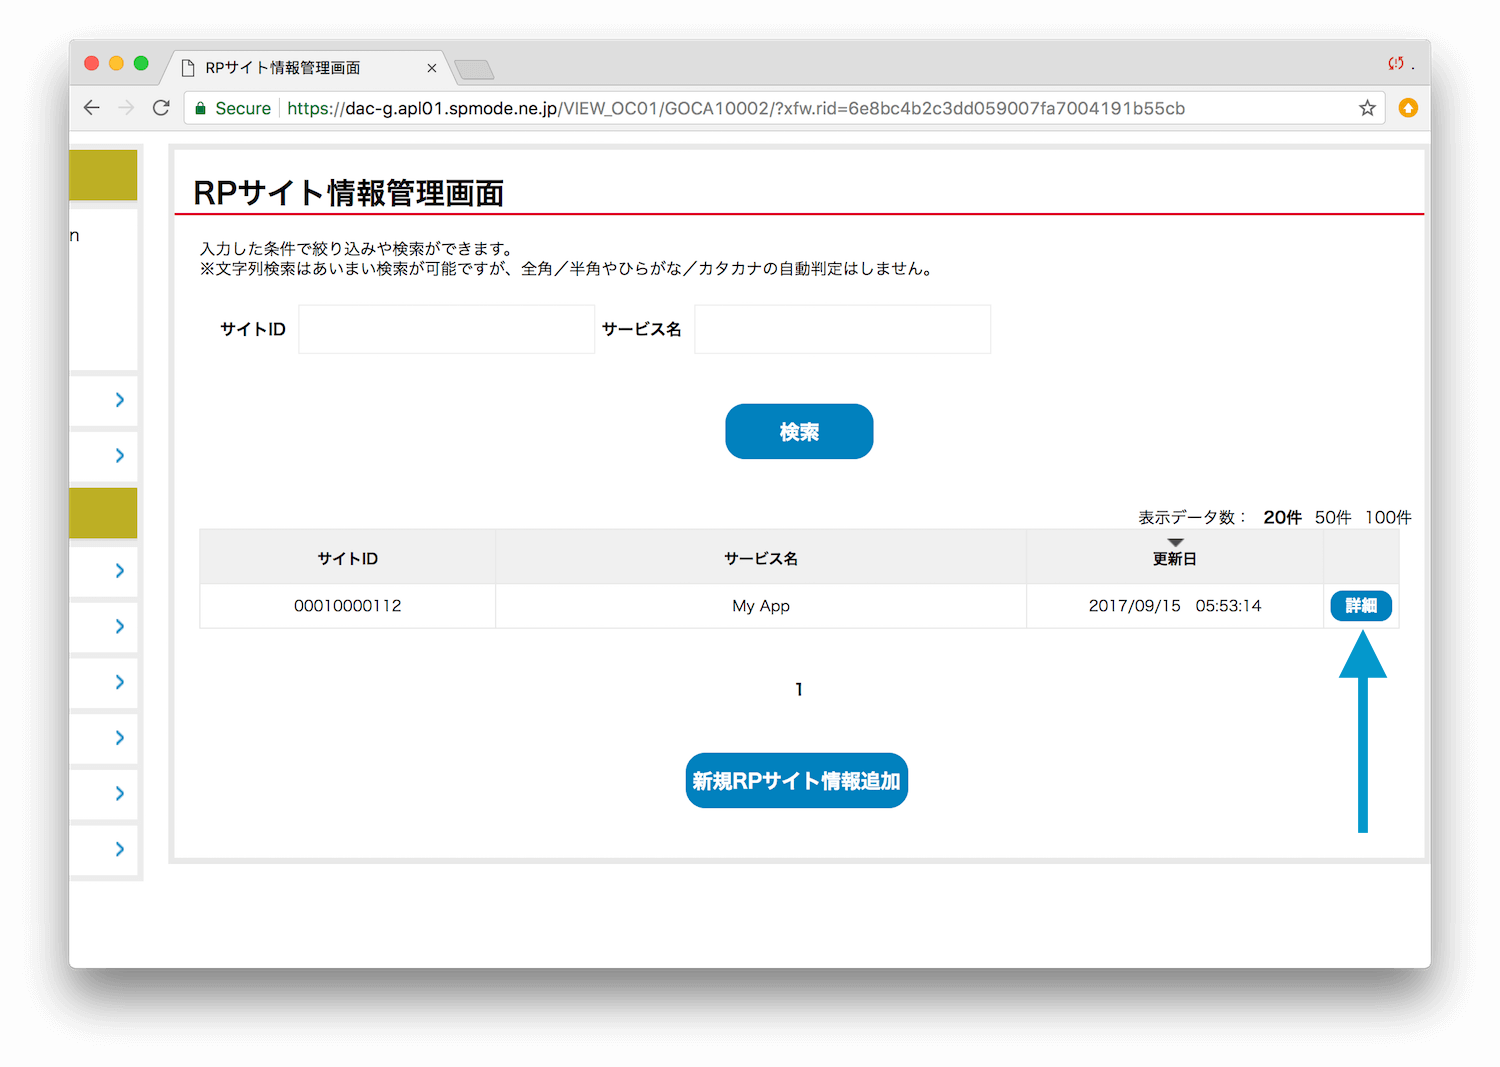 RPサイト情報管理画面
Secure https://dac-g.apl01.spmode.ne.jp/VIEW_OC01/GOCA10002/?xfw.rid=6e8bc4b2c3dd059007fa7004191b55cb
n
RPサイト情報管理画面
入力した条件で絞り込みや検索ができます。
※文字列検索はあいまい検索が可能ですが、全角／半角やひらがな／カタカナの自動判定はしません。
サイトID サービス名
検索
表示データ数： 20件 50件 100件
サイトID サービス名 更新日
00010000112 My App 2017/09/15 05:53:14 詳細
1
新規RPサイト情報追加